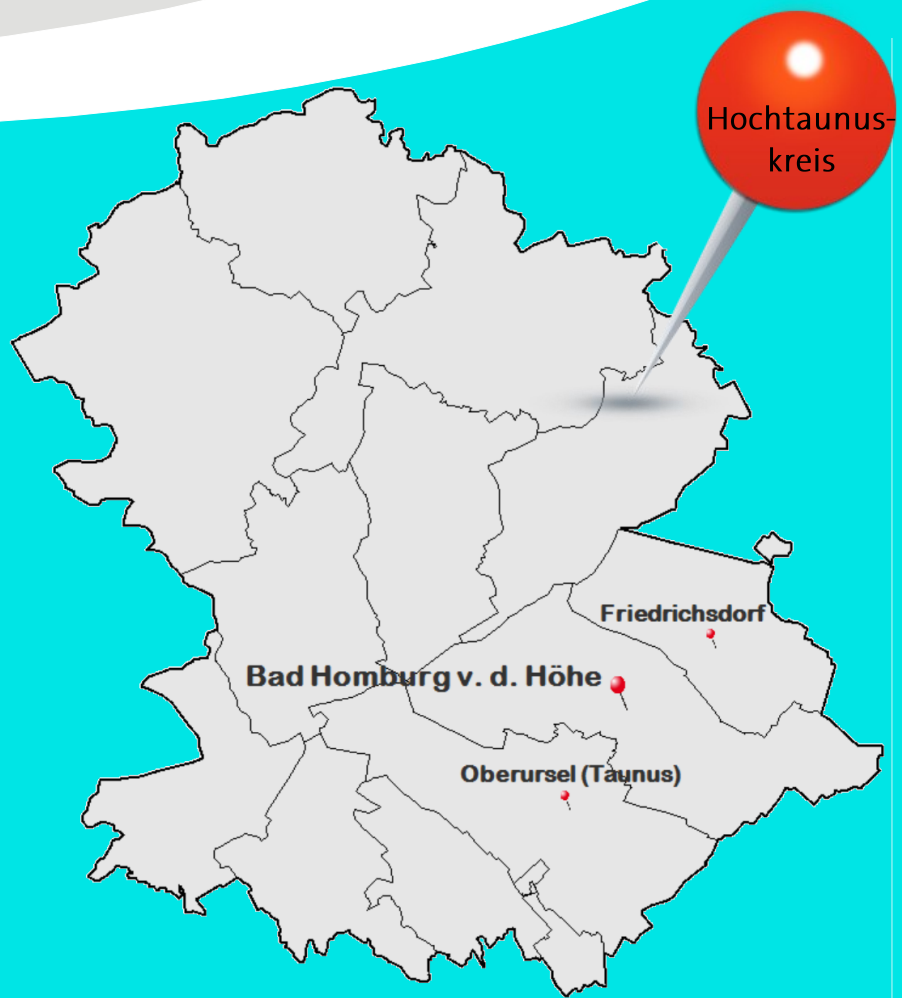 Hochtaunus-
kreis
Friedrichsdorf
Bad Homburg v. d. Höhe
Oberursel (Taunus)